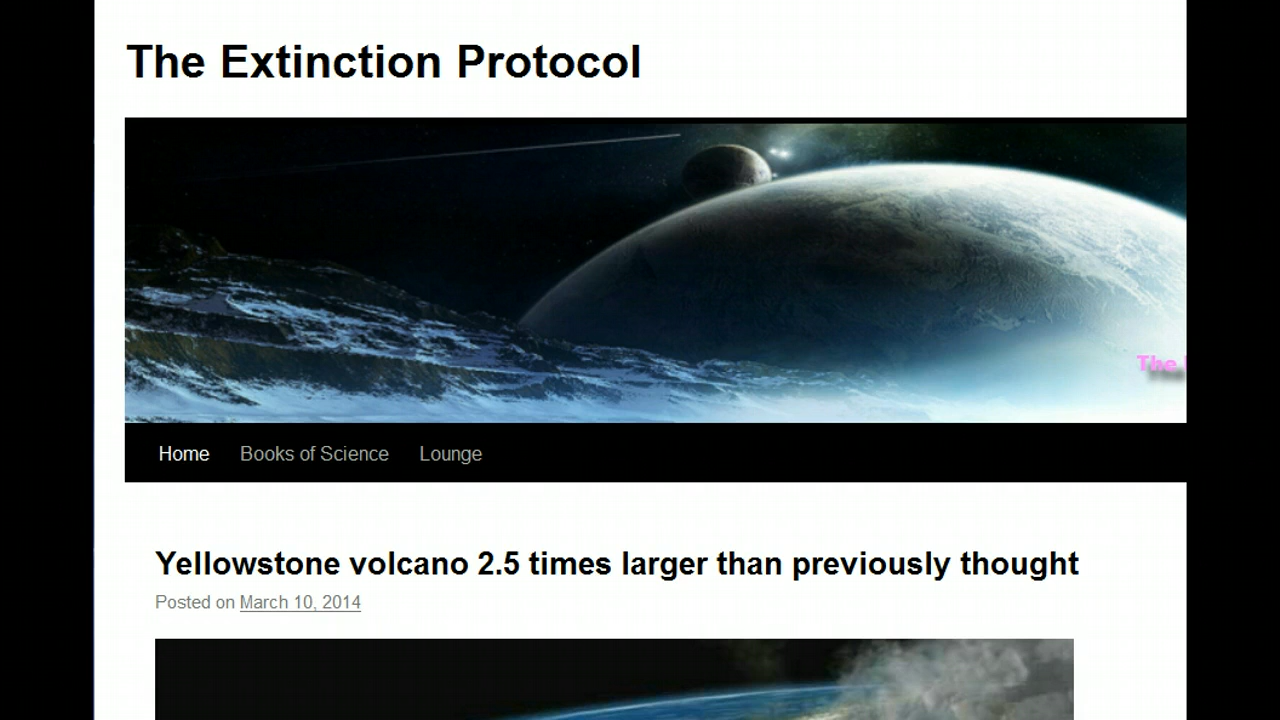 The Extinction Protocol
The
Home Books of Science Lounge
Yellowstone volcano 2.5 times larger than previously thought
Posted on March 10, 2014